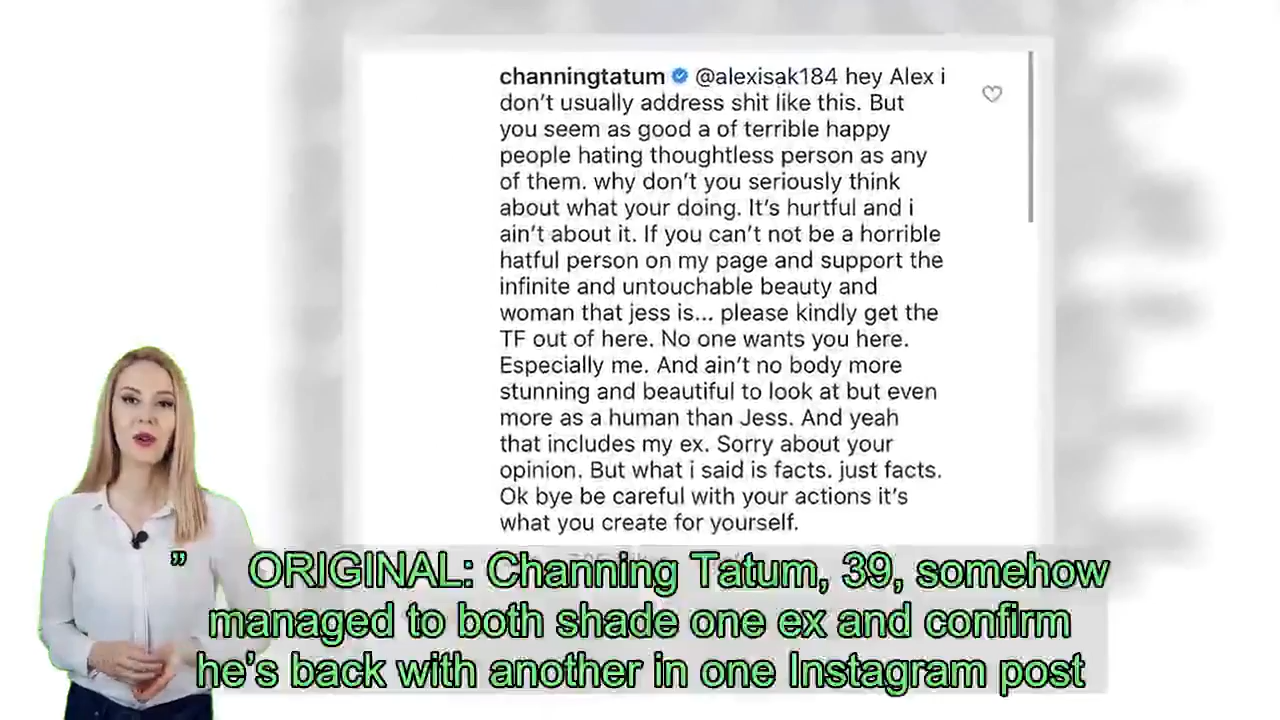 channingtatum @alexisak184 hey Alex i
don't usually address shit like this. But
you seem as good a of terrible happy
people hating thoughtless person as any
of them. why don't you seriously think
about what your doing. It's hurtful and i
ain't about it. If you can't not be a horrible
hatful person on my page and support the
infinite and untouchable beauty and
woman that jess is... please kindly get the
TF out of here. No one wants you here.
Especially me. And ain't no body more
stunning and beautiful to look at but even
more as a human than Jess. And yeah
that includes my ex. Sorry about your
opinion. But what i said is facts. just facts.
Ok bye be careful with your actions it's
what you create for yourself.
” ORIGINAL: Channing Tatum, 39, somehow
managed to both shade one ex and confirm
he's back with another in one Instagram post